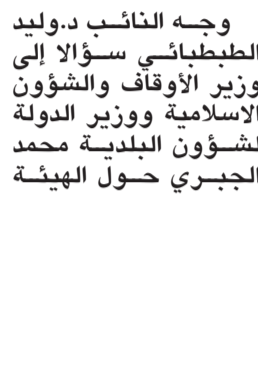 وجه النائب د.وليد
الطبطبائي سؤالا إلى
وزير الأوقاف والشؤون
الاسلامية ووزير الدولة
لشؤون البلدية محمد
الجبري حول الهيئة